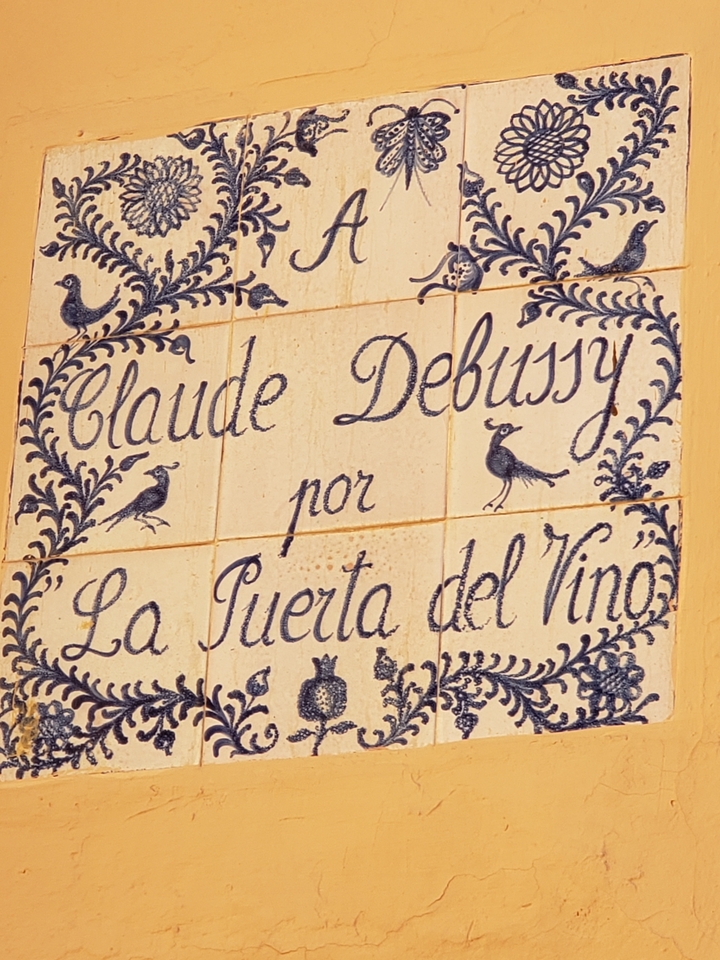 A
Claude Debussy
por
"La Puerta del Vino"